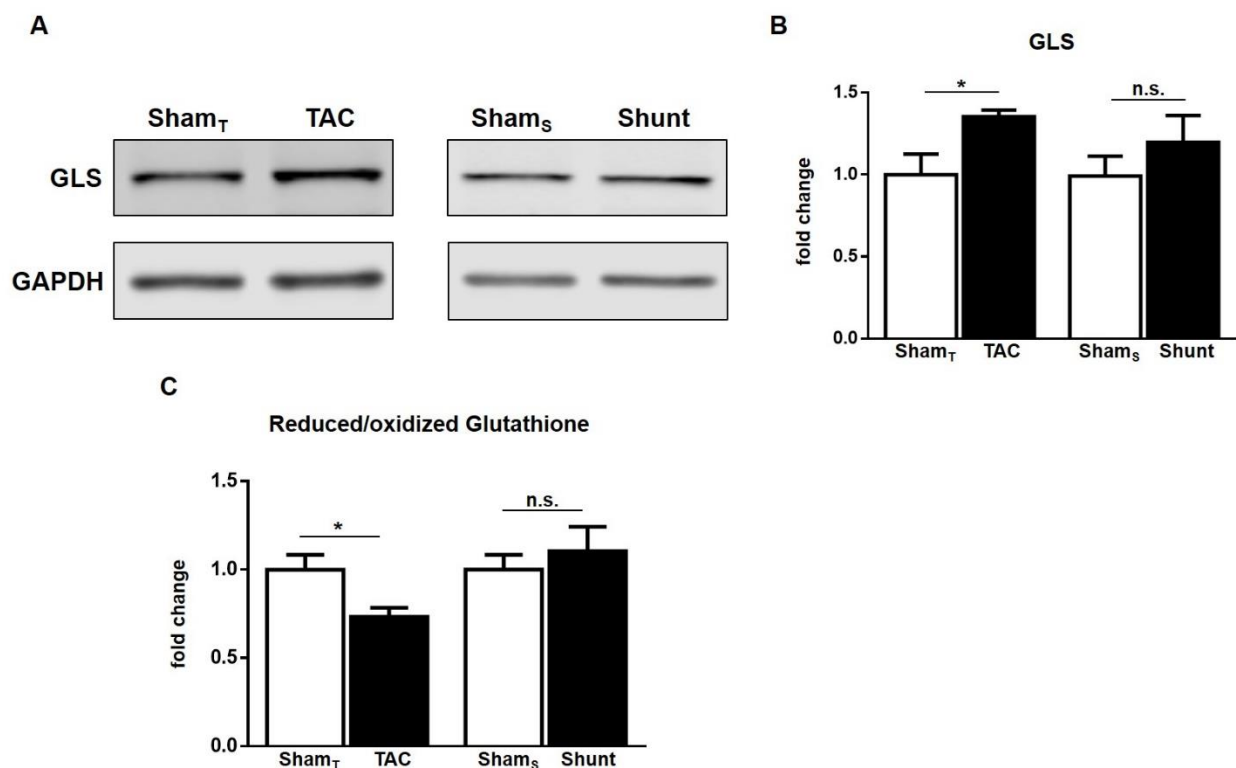 A
Shamₜ TAC
Shamₛ Shunt
GLS
GAPDH
B
GLS
* n.s.
1.5
1.0
0.5
0.0
fold change
Shamₜ TAC Shamₛ Shunt
C
Reduced/oxidized Glutathione
* n.s.
1.5
1.0
0.5
0.0
fold change
Shamₜ TAC Shamₛ Shunt